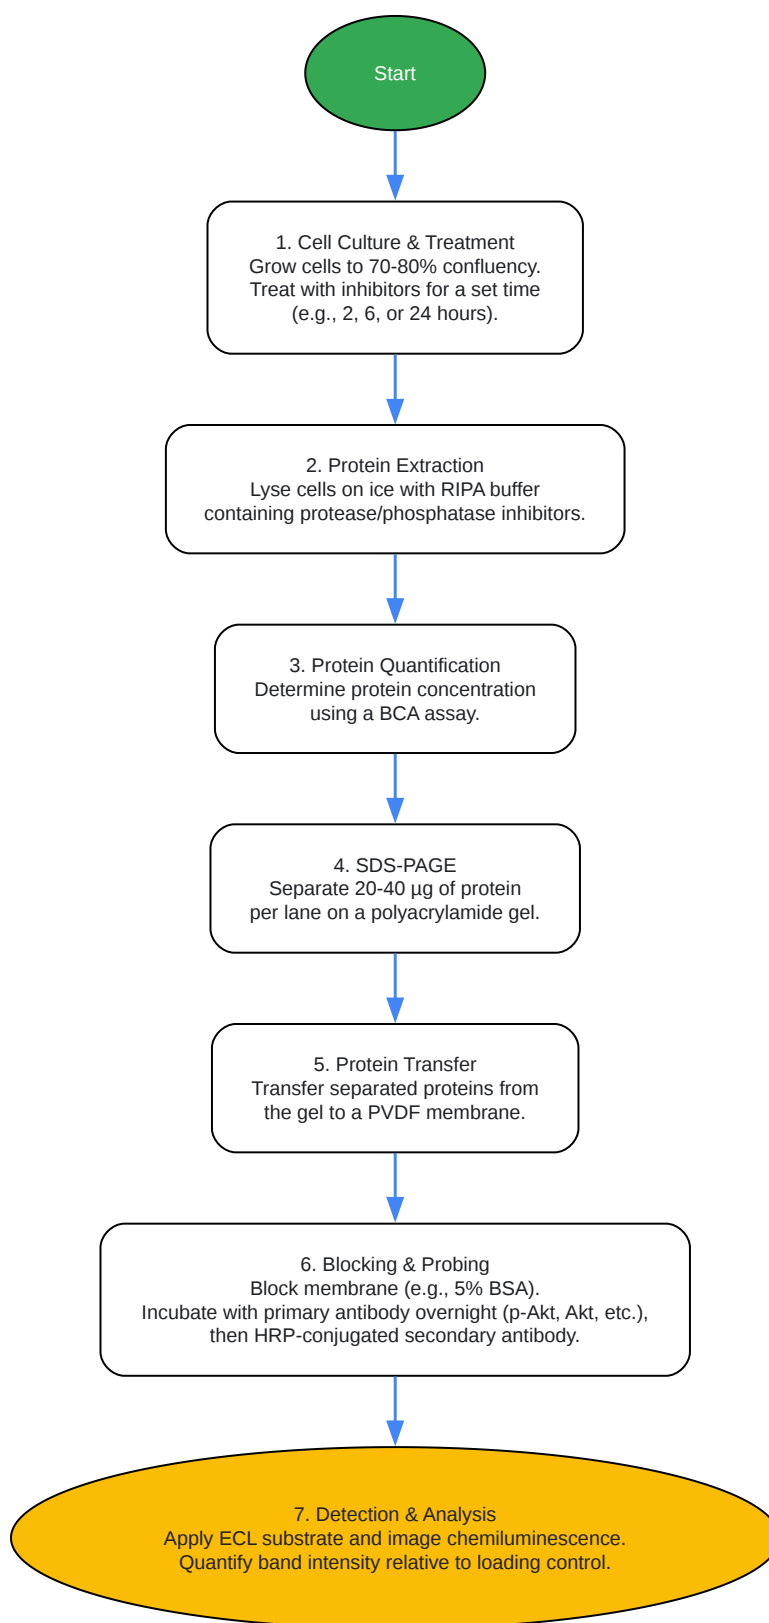 Start
1. Cell Culture & Treatment
Grow cells to 70-80% confluency.
Treat with inhibitors for a set time
(e.g., 2, 6, or 24 hours).
2. Protein Extraction
Lyse cells on ice with RIPA buffer
containing protease/phosphatase inhibitors.
3. Protein Quantification
Determine protein concentration
using a BCA assay.
4. SDS-PAGE
Separate 20-40 µg of protein
per lane on a polyacrylamide gel.
5. Protein Transfer
Transfer separated proteins from
the gel to a PVDF membrane.
6. Blocking & Probing
Block membrane (e.g., 5% BSA).
Incubate with primary antibody overnight (p-Akt, Akt, etc.),
then HRP-conjugated secondary antibody.
7. Detection & Analysis
Apply ECL substrate and image chemiluminescence.
Quantify band intensity relative to loading control.